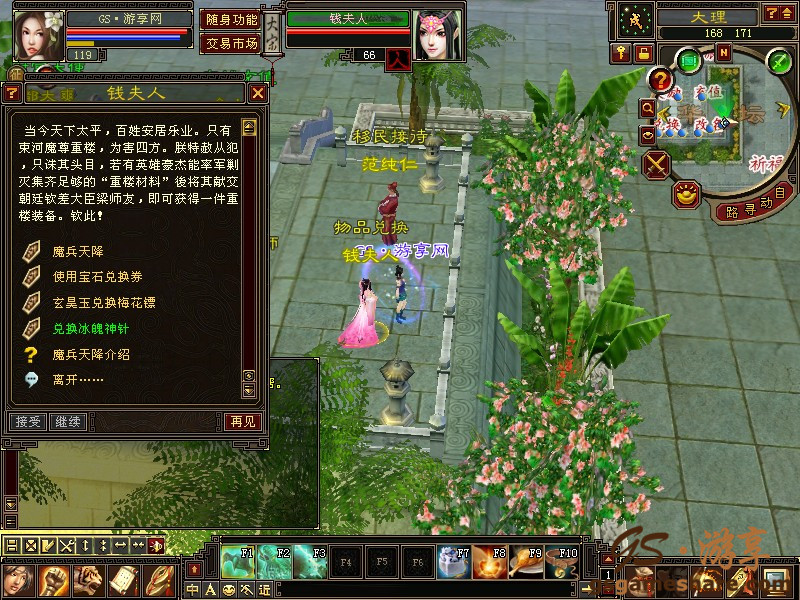 GS·游享网
119
随身功能
交易市场
大宗
钱夫人
66
大理
168 171
N
钱夫人
当今天下太平，百姓安居乐业。只有
束河魔尊重楼，为害四方。朕特赦从犯
，只诛其头目，若有英雄豪杰能率军剿
灭集齐足够的“重楼材料”後将其献交
朝廷钦差大臣梁师友，即可获得一件重
楼装备。钦此！
魔兵天降
使用宝石兑换券
玄昊玉兑换梅花镖
兑换冰魄神针
魔兵天降介绍
离开……
接受
继续
再见
移民接待
范纯仁
物品兑换
GS·游享网
钱夫人
祈福
自动寻路
F1
F2
F3
F4
F5
F6
F7
F8
F9
F10
中
A
近
1
GS·游享